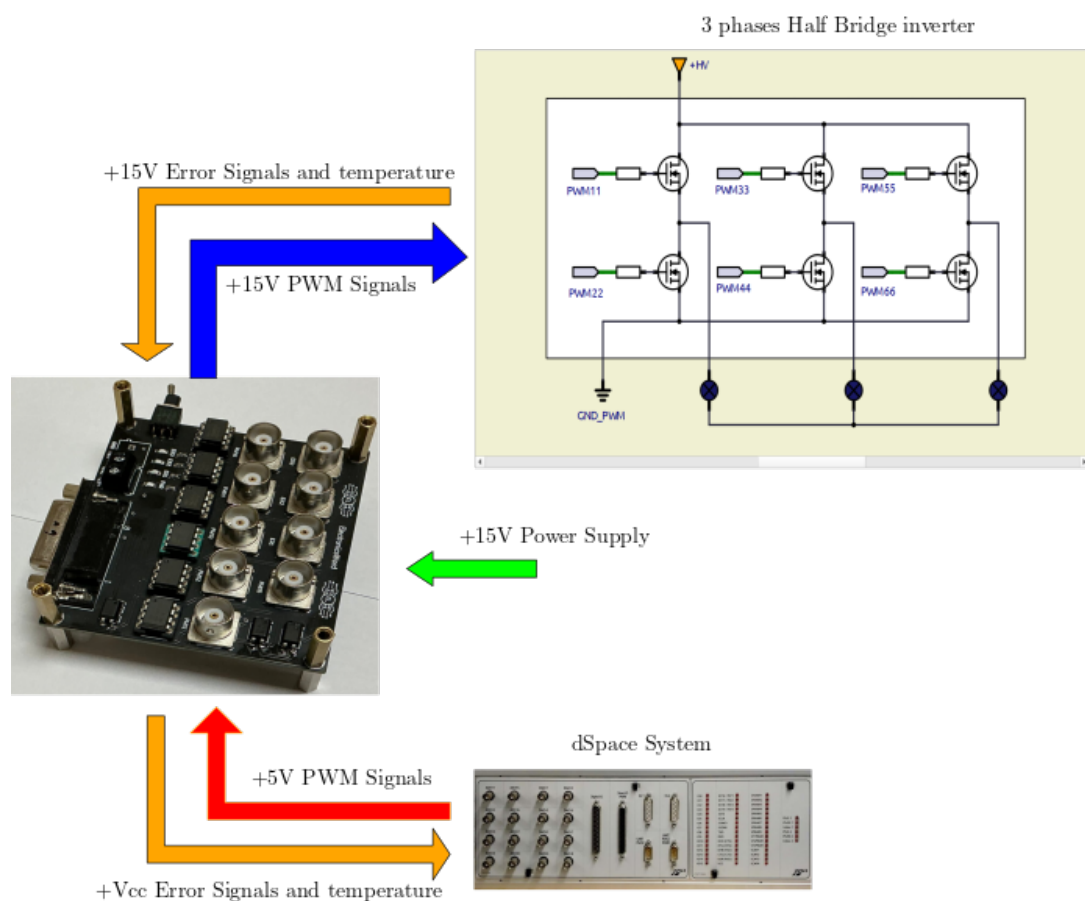 3 phases Half Bridge inverter
+HV
+15V Error Signals and temperature
PWM11
PWM33
PWM55
+15V PWM Signals
PWM22
PWM44
PWM66
GND_PWM
+15V Power Supply
dSpace System
+5V PWM Signals
+Vcc Error Signals and temperature